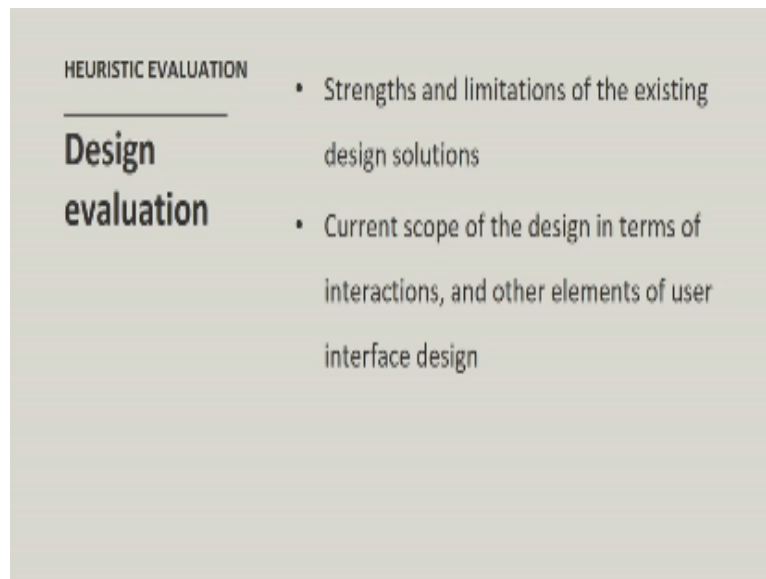 HEURISTIC EVALUATION
Design
evaluation
• Strengths and limitations of the existing
design solutions
• Current scope of the design in terms of
interactions, and other elements of user
interface design